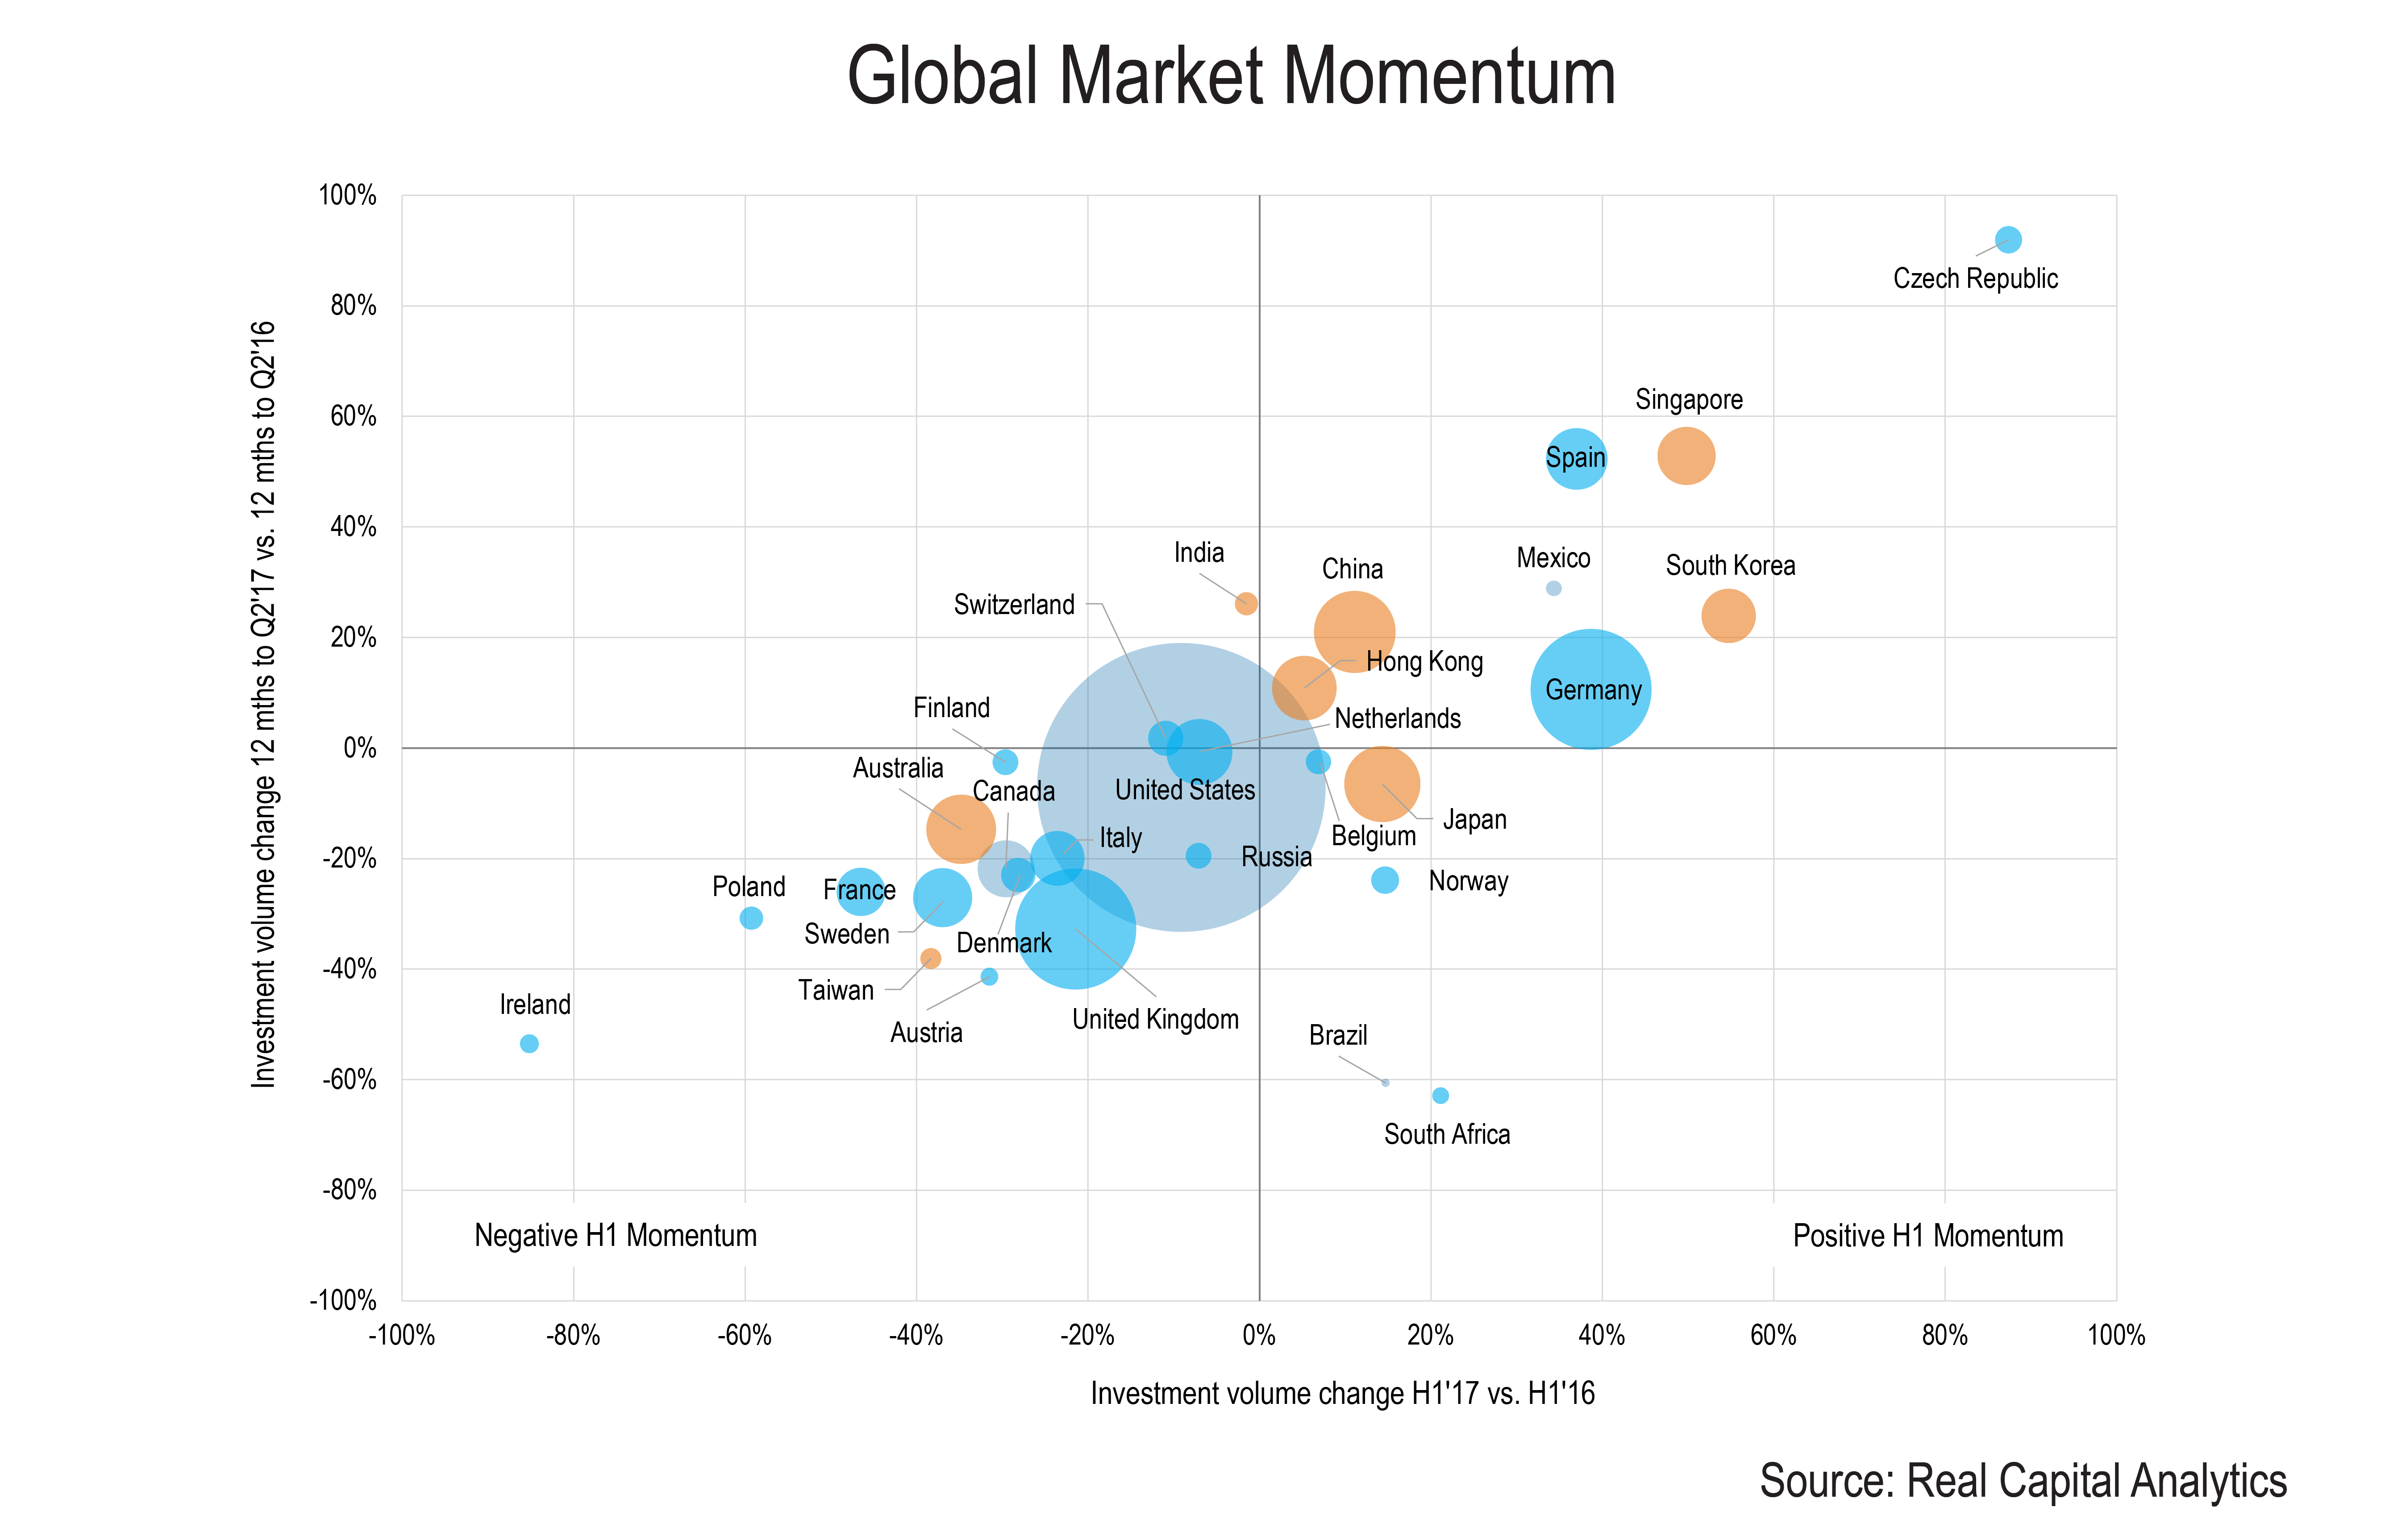 Global Market Momentum
Investment volume change 12 mths to Q2'17 vs. 12 mths to Q2'16
100%
80%
60%
40%
20%
0%
-20%
-40%
-60%
-80%
-100%
Czech Republic
Singapore
Spain
India
China
Mexico
South Korea
Switzerland
Hong Kong
Germany
Finland
Netherlands
Australia
Canada
United States
Japan
Italy
Belgium
Russia
Norway
Poland
France
Sweden
Denmark
Taiwan
Ireland
Austria
United Kingdom
Brazil
South Africa
Negative H1 Momentum
Positive H1 Momentum
-100%
-80%
-60%
-40%
-20%
0%
20%
40%
60%
80%
100%
Investment volume change H1'17 vs. H1'16
Source: Real Capital Analytics